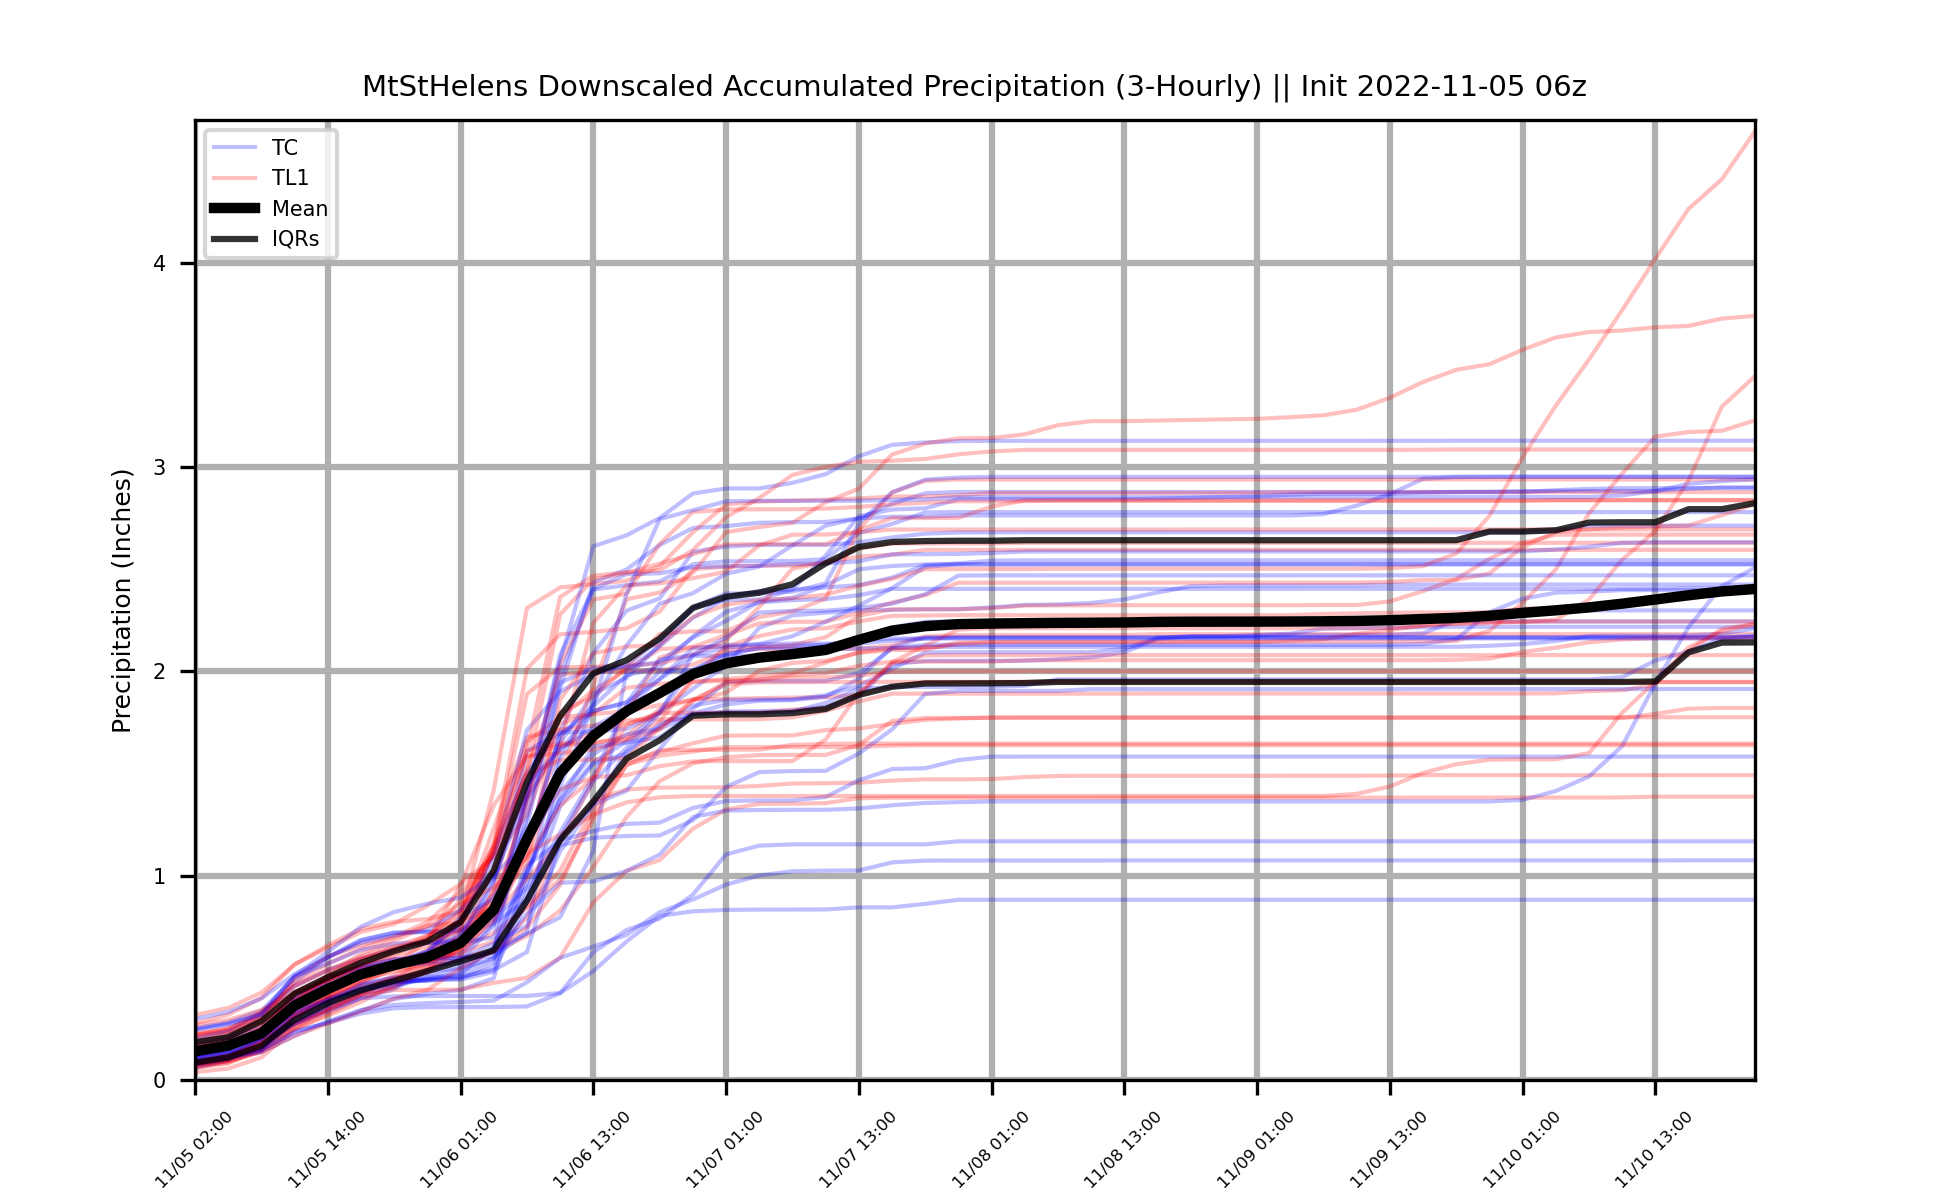 MtStHelens Downscaled Accumulated Precipitation (3-Hourly) || Init 2022-11-05 06z
TC
TL1
Mean
IQRs
Precipitation (Inches)
4
3
2
1
0
11/05 02:00
11/05 14:00
11/06 01:00
11/06 13:00
11/07 01:00
11/07 13:00
11/08 01:00
11/08 13:00
11/09 01:00
11/09 13:00
11/10 01:00
11/10 13:00